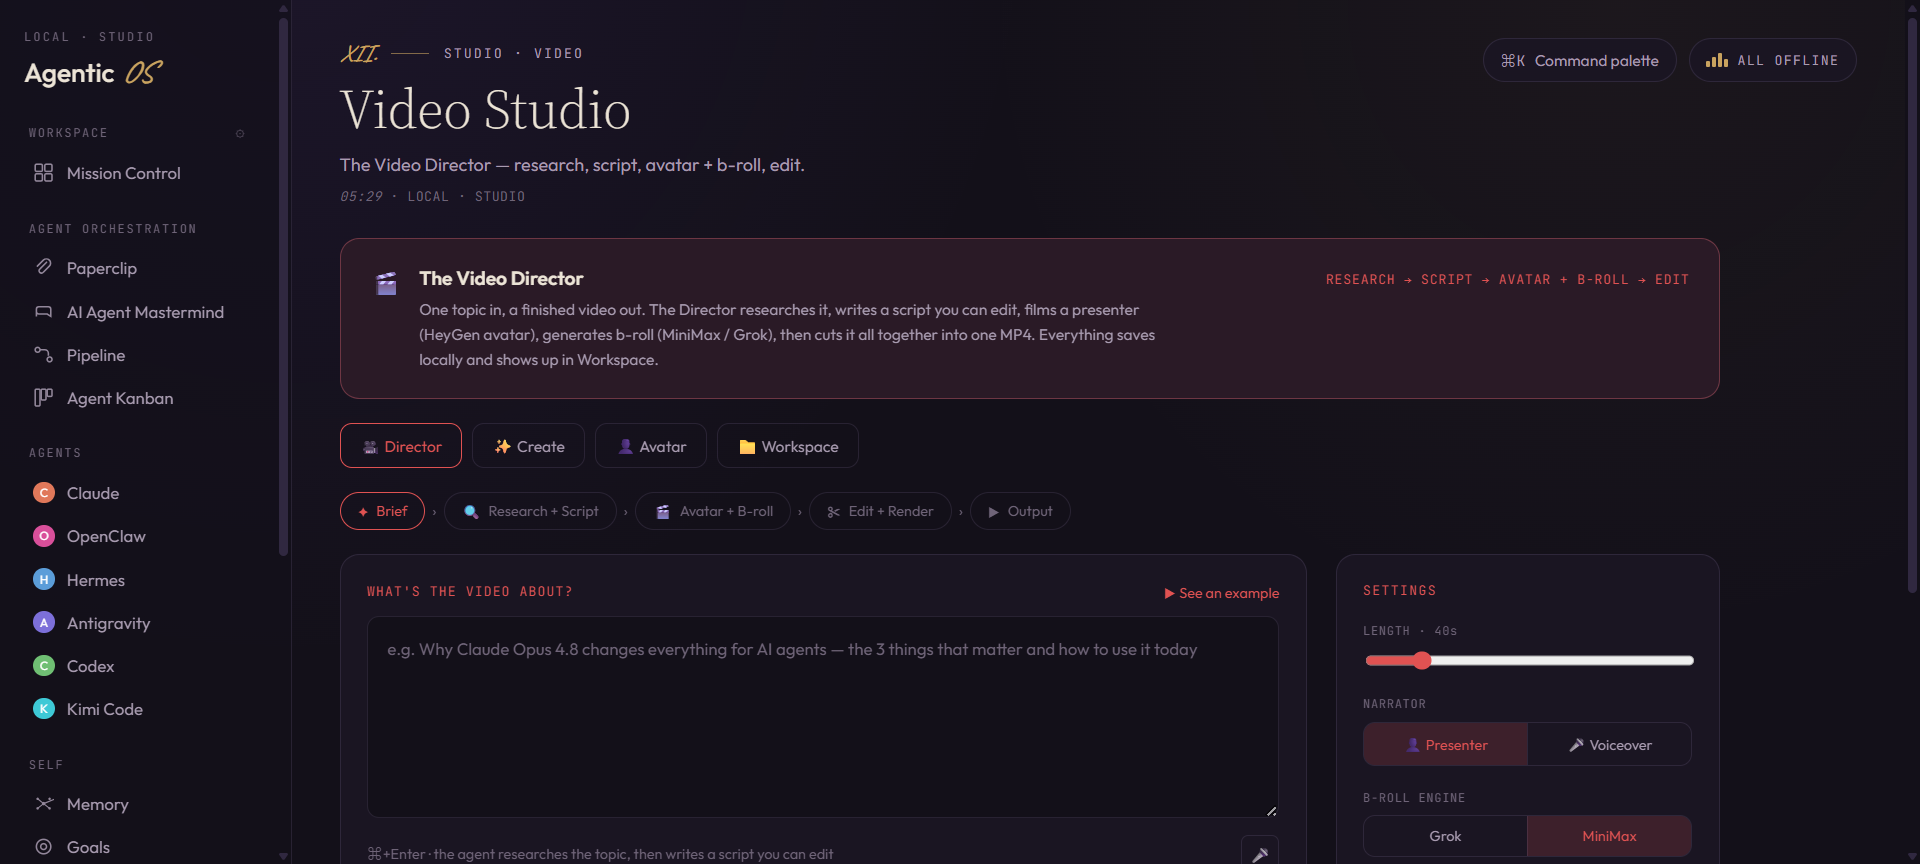 LOCAL · STUDIO
Agentic OS
WORKSPACE
Mission Control
AGENT ORCHESTRATION
Paperclip
AI Agent Mastermind
Pipeline
Agent Kanban
AGENTS
C Claude
O OpenClaw
H Hermes
A Antigravity
C Codex
K Kimi Code
SELF
Memory
Goals
XII. STUDIO · VIDEO
⌘K Command palette
ALL OFFLINE
Video Studio
The Video Director — research, script, avatar + b-roll, edit.
05:29 · LOCAL · STUDIO
The Video Director
RESEARCH → SCRIPT → AVATAR + B-ROLL → EDIT
One topic in, a finished video out. The Director researches it, writes a script you can edit, films a presenter
(HeyGen avatar), generates b-roll (MiniMax / Grok), then cuts it all together into one MP4. Everything saves
locally and shows up in Workspace.
Director
Create
Avatar
Workspace
Brief › Research + Script › Avatar + B-roll › Edit + Render › Output
WHAT'S THE VIDEO ABOUT?
See an example
e.g. Why Claude Opus 4.8 changes everything for AI agents — the 3 things that matter and how to use it today
⌘+Enter · the agent researches the topic, then writes a script you can edit
SETTINGS
LENGTH · 40s
NARRATOR
Presenter
Voiceover
B-ROLL ENGINE
Grok
MiniMax